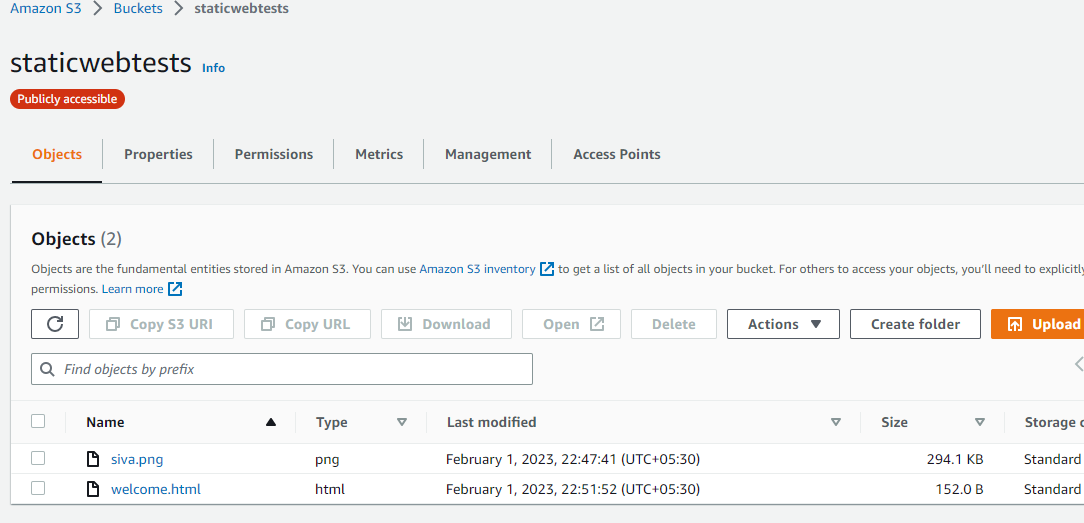 Amazon S3 > Buckets > staticwebtests
staticwebtests Info
Publicly accessible
Objects Properties Permissions Metrics Management Access Points
Objects (2)
Objects are the fundamental entities stored in Amazon S3. You can use Amazon S3 inventory to get a list of all objects in your bucket. For others to access your objects, you'll need to explicitly
permissions. Learn more
Copy S3 URI Copy URL Download Open Delete Actions Create folder Upload
Find objects by prefix
Name Type Last modified Size Storage
siva.png png February 1, 2023, 22:47:41 (UTC+05:30) 294.1 KB Standard
welcome.html html February 1, 2023, 22:51:52 (UTC+05:30) 152.0 B Standard